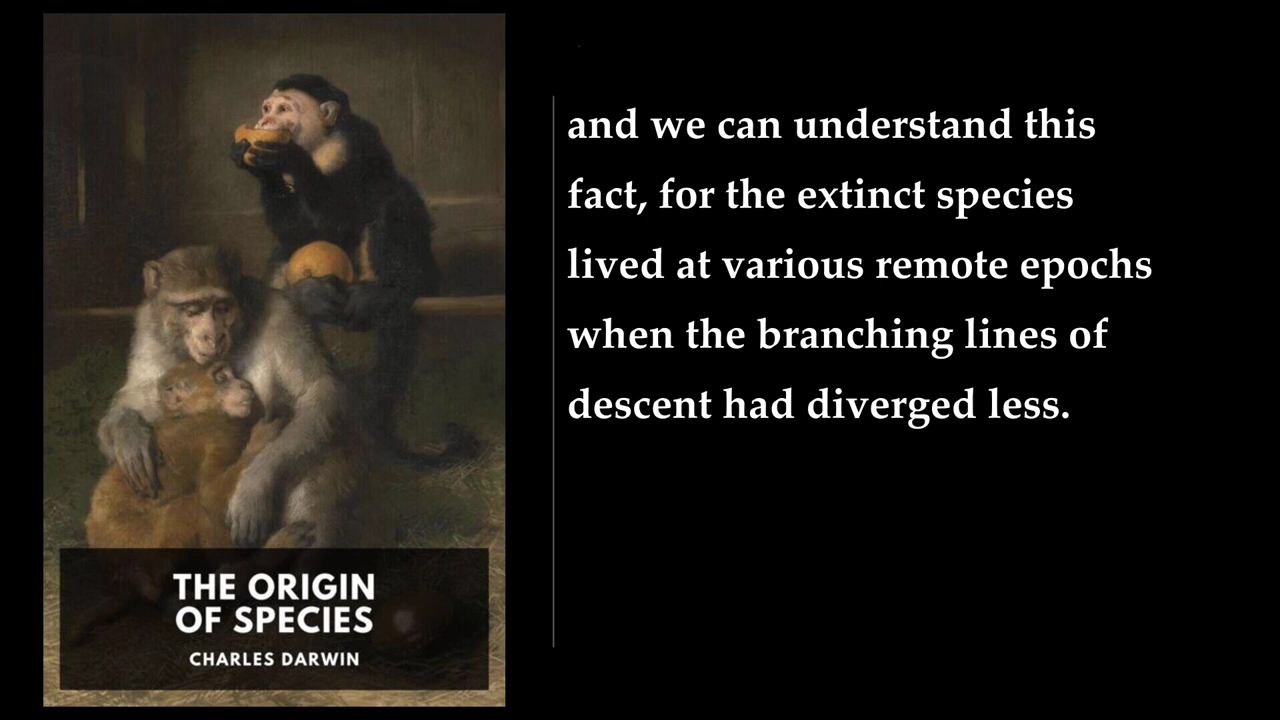 and we can understand this
fact, for the extinct species
lived at various remote epochs
when the branching lines of
descent had diverged less.
THE ORIGIN
OF SPECIES
CHARLES DARWIN